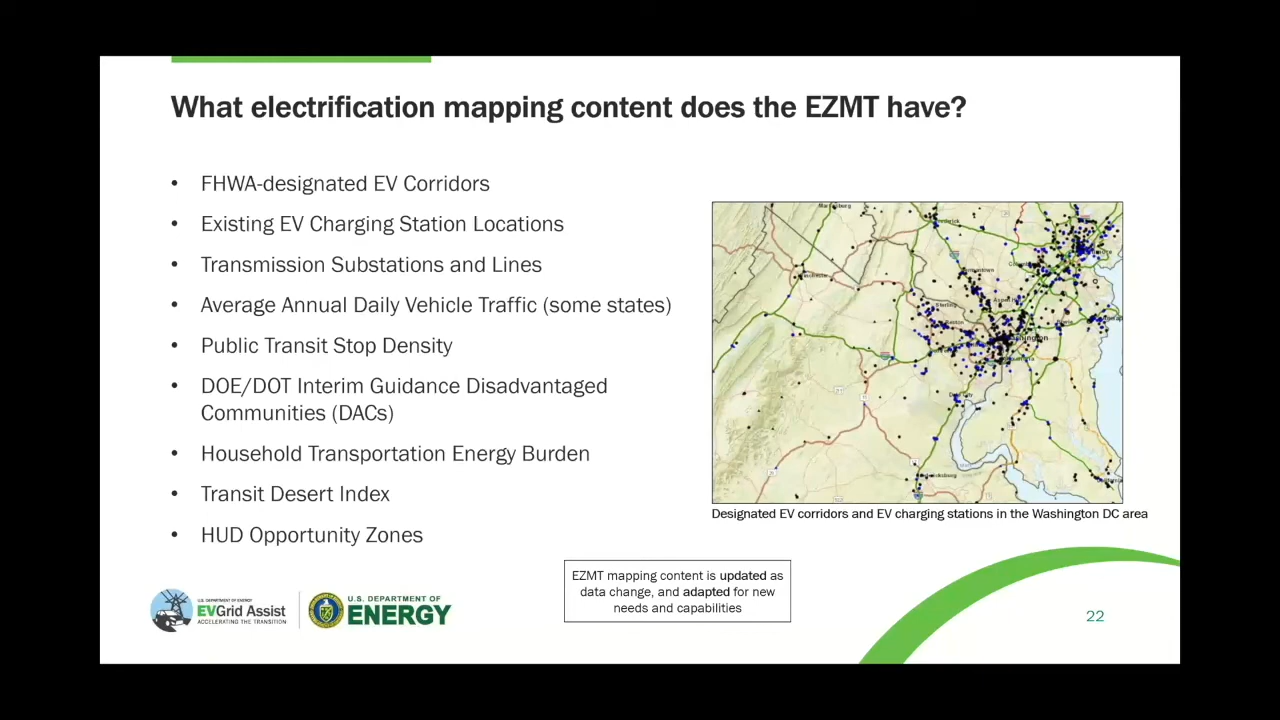 What electrification mapping content does the EZMT have?
• FHWA-designated EV Corridors
• Existing EV Charging Station Locations
• Transmission Substations and Lines
• Average Annual Daily Vehicle Traffic (some states)
• Public Transit Stop Density
• DOE/DOT Interim Guidance Disadvantaged
Communities (DACs)
• Household Transportation Energy Burden
• Transit Desert Index
• HUD Opportunity Zones
Designated EV corridors and EV charging stations in the Washington DC area
EZMT mapping content is updated as
data change, and adapted for new
needs and capabilities
U.S. DEPARTMENT OF ENERGY
EVGrid Assist
ACCELERATING THE TRANSITION
U.S. DEPARTMENT OF
ENERGY
22